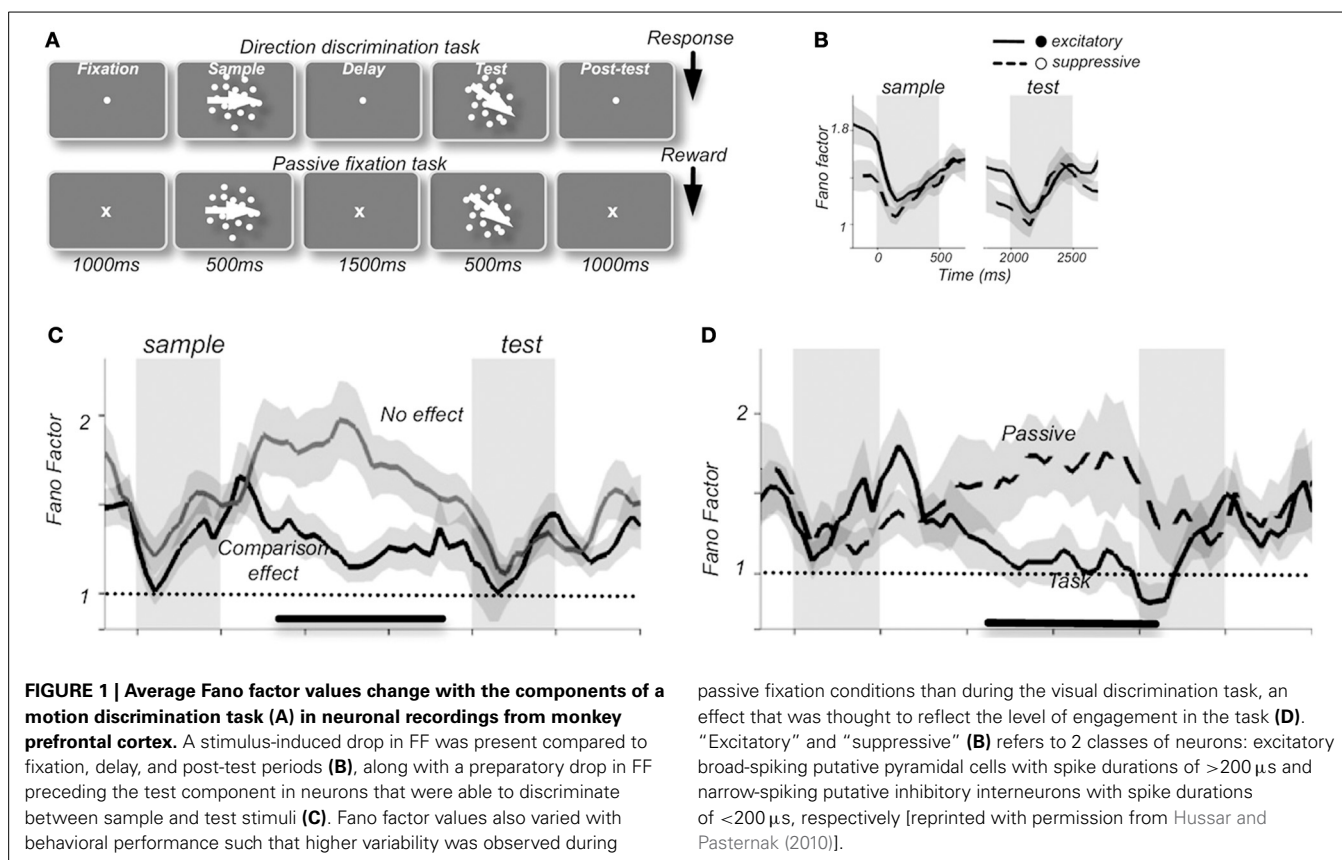 A
Direction discrimination task
Response
Fixation
Sample
Delay
Test
Post-test
Passive fixation task
Reward
x
x
x
1000ms
500ms
1500ms
500ms
1000ms
B
excitatory
suppressive
sample
test
1.8
Fano factor
1
0
500
2000
2500
Time (ms)
C
sample
test
2
No effect
Fano Factor
Comparison
effect
1
D
2
Passive
Fano Factor
1
Task
FIGURE 1 | Average Fano factor values change with the components of a
motion discrimination task (A) in neuronal recordings from monkey
prefrontal cortex. A stimulus-induced drop in FF was present compared to
fixation, delay, and post-test periods (B), along with a preparatory drop in FF
preceding the test component in neurons that were able to discriminate
between sample and test stimuli (C). Fano factor values also varied with
behavioral performance such that higher variability was observed during
passive fixation conditions than during the visual discrimination task, an
effect that was thought to reflect the level of engagement in the task (D).
“Excitatory” and “suppressive” (B) refers to 2 classes of neurons: excitatory
broad-spiking putative pyramidal cells with spike durations of >200 μs and
narrow-spiking putative inhibitory interneurons with spike durations
of <200 μs, respectively [reprinted with permission from Hussar and
Pasternak (2010)].